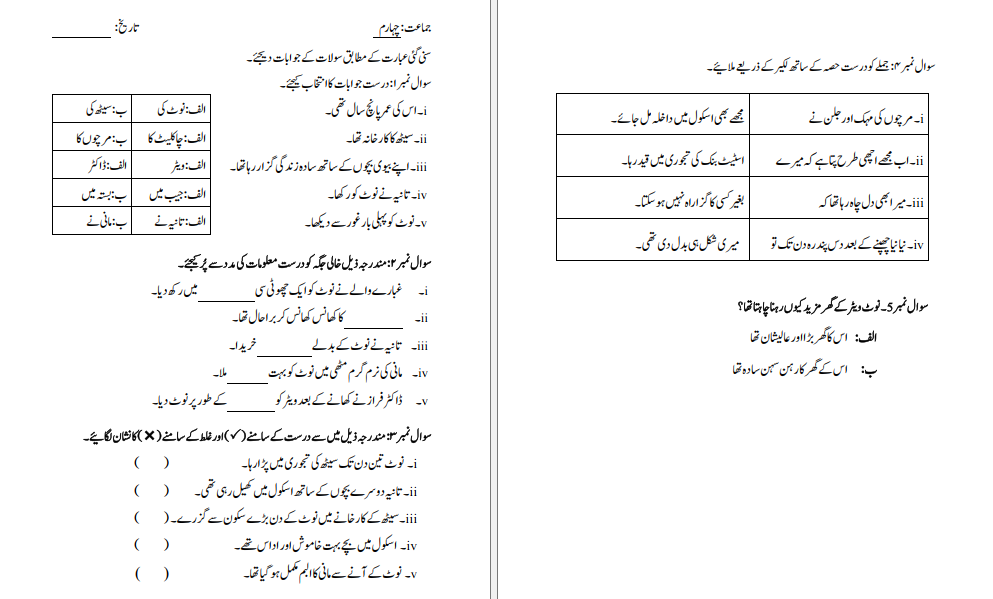 جماعت: چہارم    تاریخ: __________
سنی گئی عبارت کے مطابق سولات کے جوابات دیجئے۔
سوال نمبر ۱: درست جوابات کا انتخاب کیجئے۔
i۔ اس کی عمر پانچ سال تھی۔    الف: نوٹ کی    ب: سیٹھ کی
ii۔ سیٹھ کا کارخانہ تھا۔    الف: چاکلیٹ کا    ب: مرچوں کا
iii۔ اپنے بیوی بچوں کے ساتھ سادہ زندگی گزار رہا تھا۔    الف: ویٹر    الف: ڈاکٹر
iv۔ تانیہ نے نوٹ کو رکھا۔    الف: جیب میں    ب: بستہ میں
v۔ نوٹ کو پہلی بار غور سے دیکھا۔    الف: تانیہ نے    ب: مانی نے
سوال نمبر ۲: مندرجہ ذیل خالی جگہ کو درست معلومات کی مدد سے پُر کیجئے۔
i۔ غبارے والے نے نوٹ کو ایک چھوٹی سی __________ میں رکھ دیا۔
ii۔ __________ کا کھانس کھانس کر برا حال تھا۔
iii۔ تانیہ نے نوٹ کے بدلے __________ خریدا۔
iv۔ مانی کی نرم گرم مٹھی میں نوٹ کو بہت _______ ملا۔
v۔ ڈاکٹر فراز نے کھانے کے بعد ویٹر کو ________ کے طور پر نوٹ دیا۔
سوال نمبر ۳: مندرجہ ذیل میں سے درست کے سامنے (✓) اور غلط کے سامنے (✗) کا نشان لگائیے۔
i۔ نوٹ تین دن تک سیٹھ کی تجوری میں پڑا رہا۔ (    )
ii۔ تانیہ دوسرے بچوں کے ساتھ اسکول میں کھیل رہی تھی۔ (    )
iii۔ سیٹھ کے کارخانے میں نوٹ کے دن بڑے سکون سے گزرے۔ (    )
iv۔ اسکول میں بچے بہت خاموش اور اداس تھے۔ (    )
v۔ نوٹ کے آنے سے مانی کا البم مکمل ہو گیا تھا۔ (    )
سوال نمبر ۴: جملے کو درست حصہ کے ساتھ لکیر کے ذریعے ملائیے۔
i۔ مرچوں کی مہک اور جلن نے    مجھے بھی اسکول میں داخلہ مل جائے۔
ii۔ اب مجھے اچھی طرح پتا ہے کہ میرے    اسٹیٹ بنک کی تجوری میں قید رہا۔
iii۔ میرا بھی دل چاہ رہا تھا کہ    بغیر کسی کا گزارہ نہیں ہو سکتا۔
iv۔ نیا نیا چھپنے کے بعد دس پندرہ دن تک تو    میری شکل ہی بدل دی تھی۔
سوال نمبر 5۔ نوٹ ویٹر کے گھر مزید کیوں رہنا چاہتا تھا؟
الف: اس کا گھر بڑا اور عالیشان تھا
ب: اس کے گھر کا رہن سہن سادہ تھا